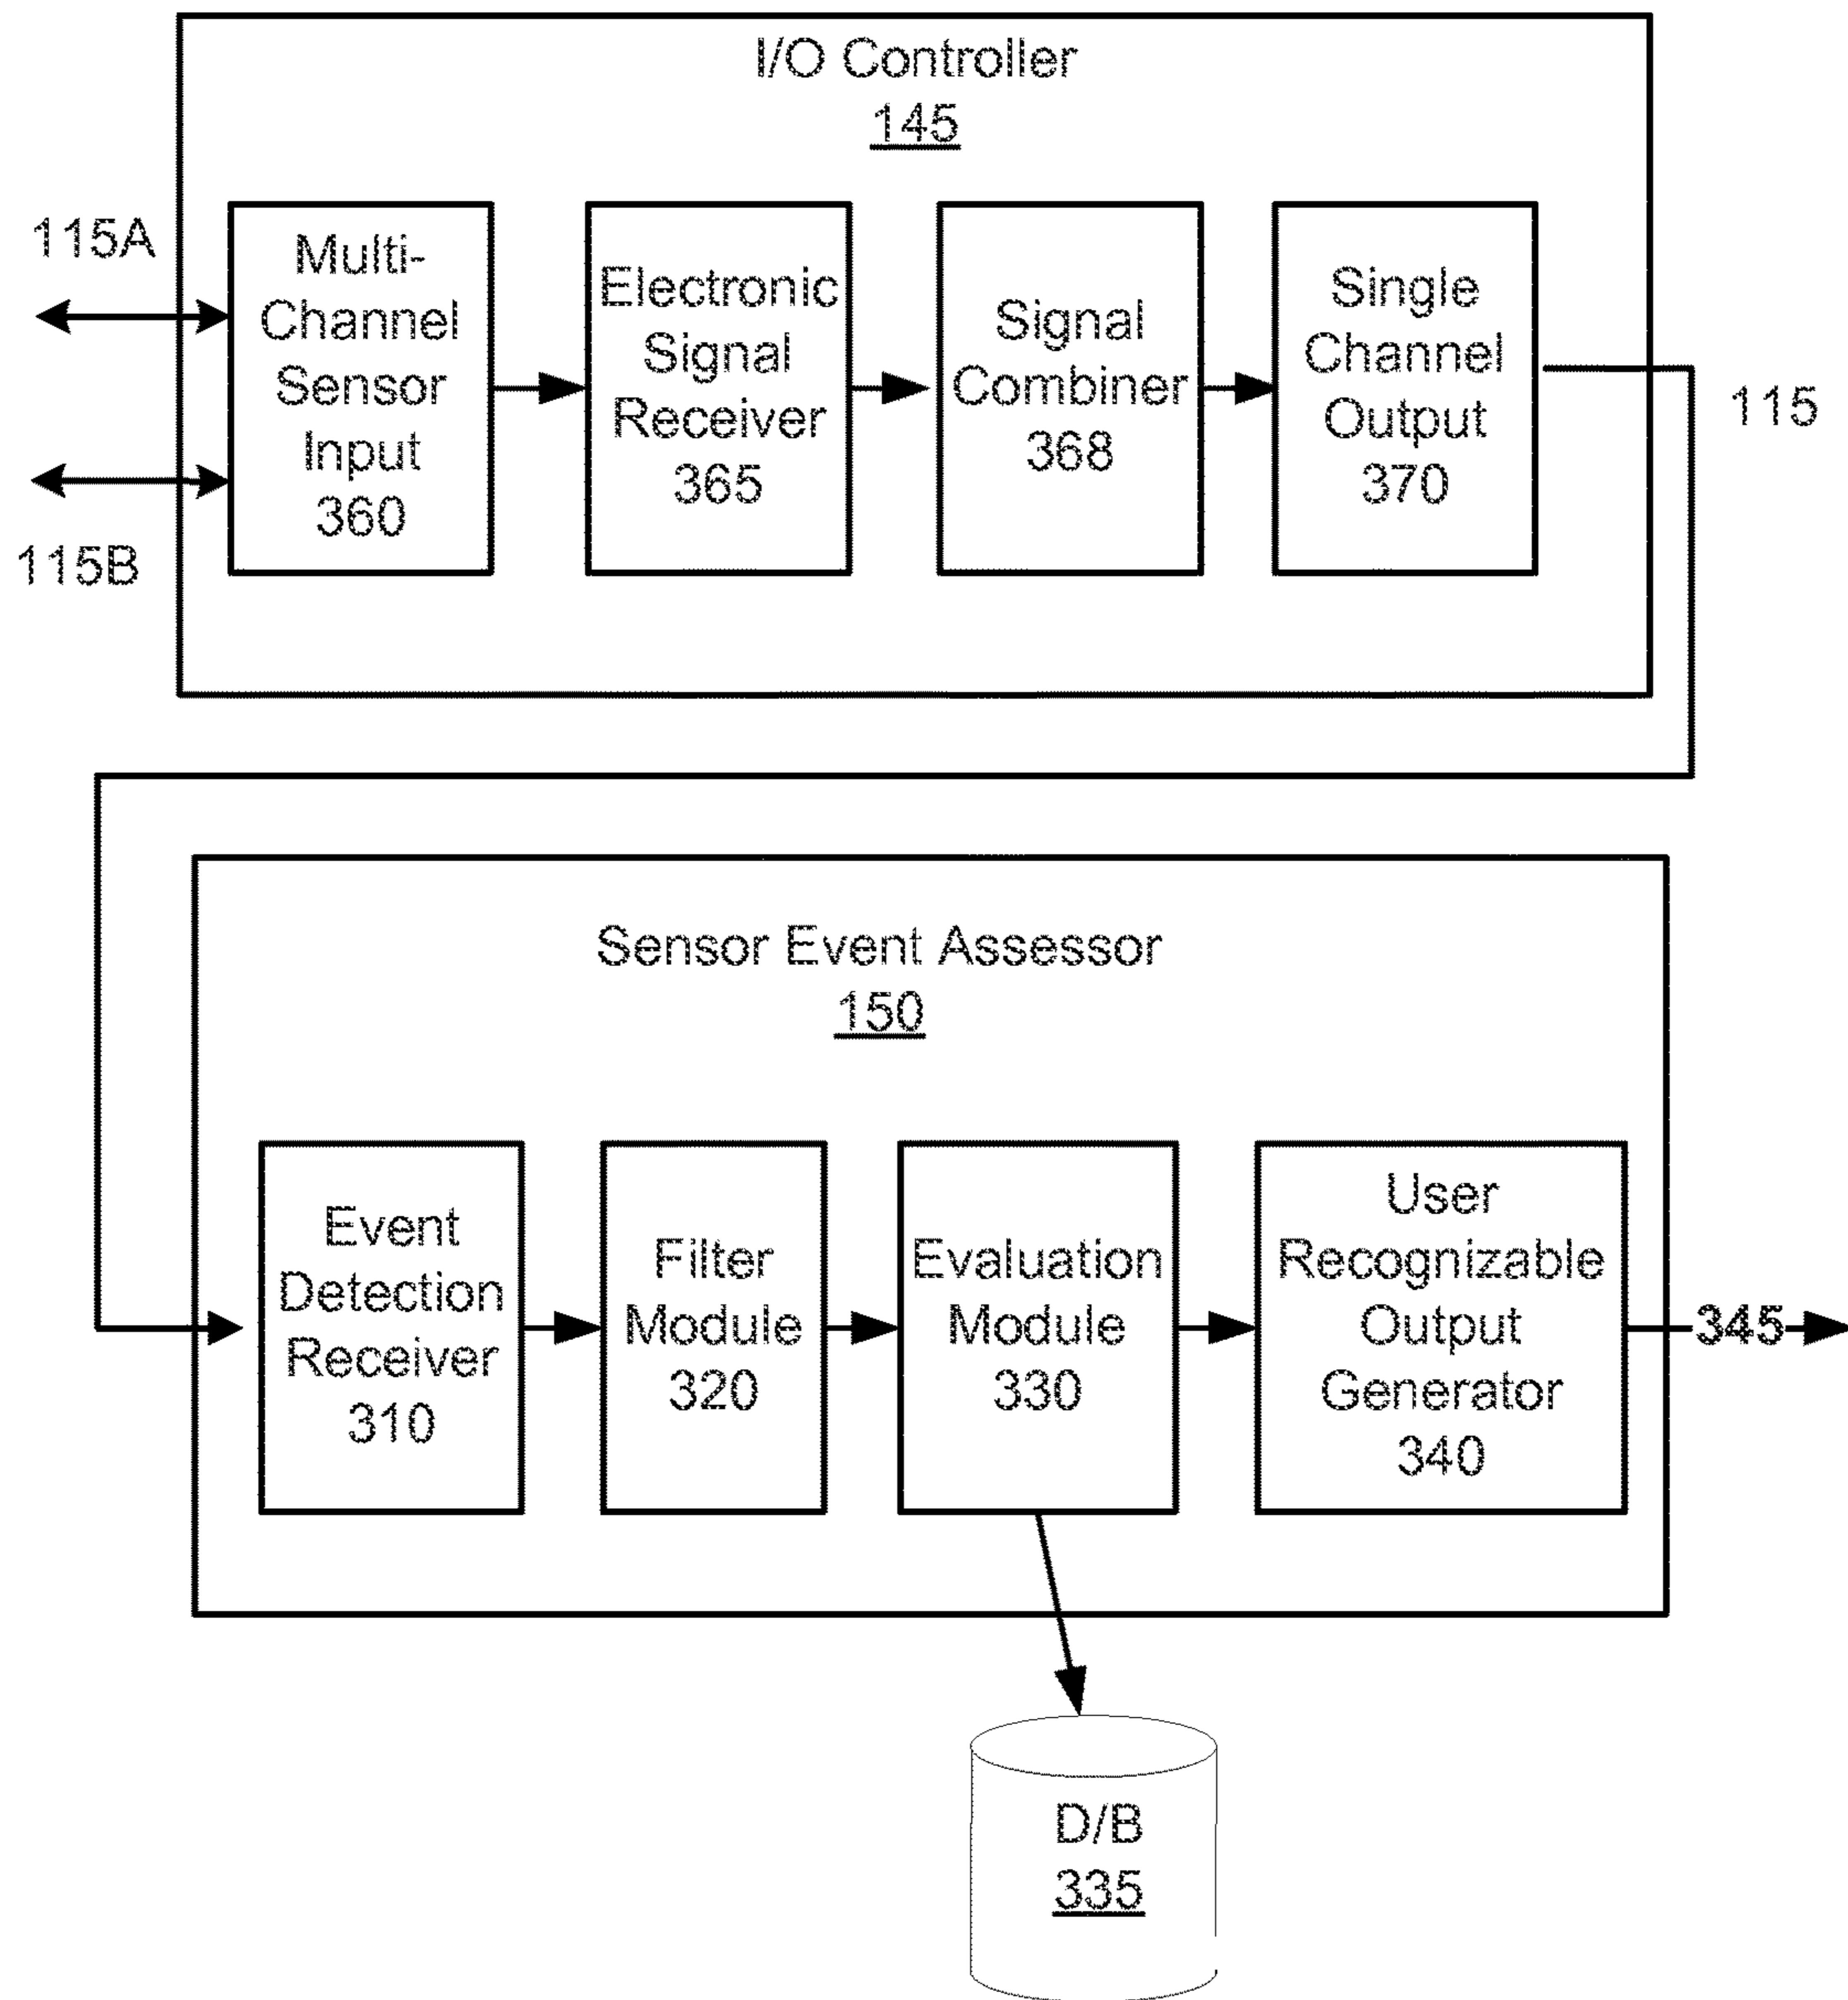 I/O Controller
145
115A
115B
Multi-
Channel
Sensor
Input
360
Electronic
Signal
Receiver
365
Signal
Combiner
368
Single
Channel
Output
370
115
Sensor Event Assessor
150
Event
Detection
Receiver
310
Filter
Module
320
Evaluation
Module
330
User
Recognizable
Output
Generator
340
345
D/B
335